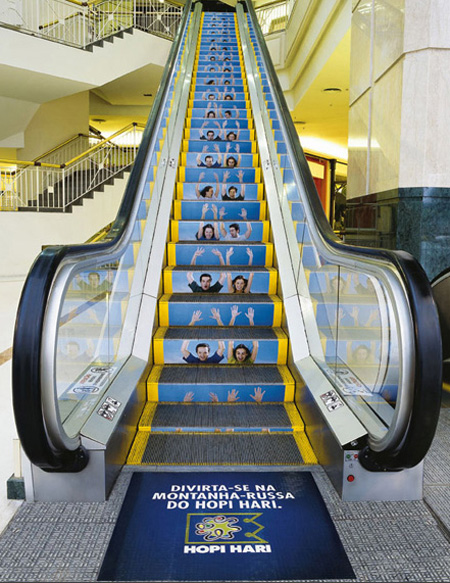 DIVIRTA-SE NA
MONTANHA-RUSSA
DO HOPI HARI.
HOPI HARI